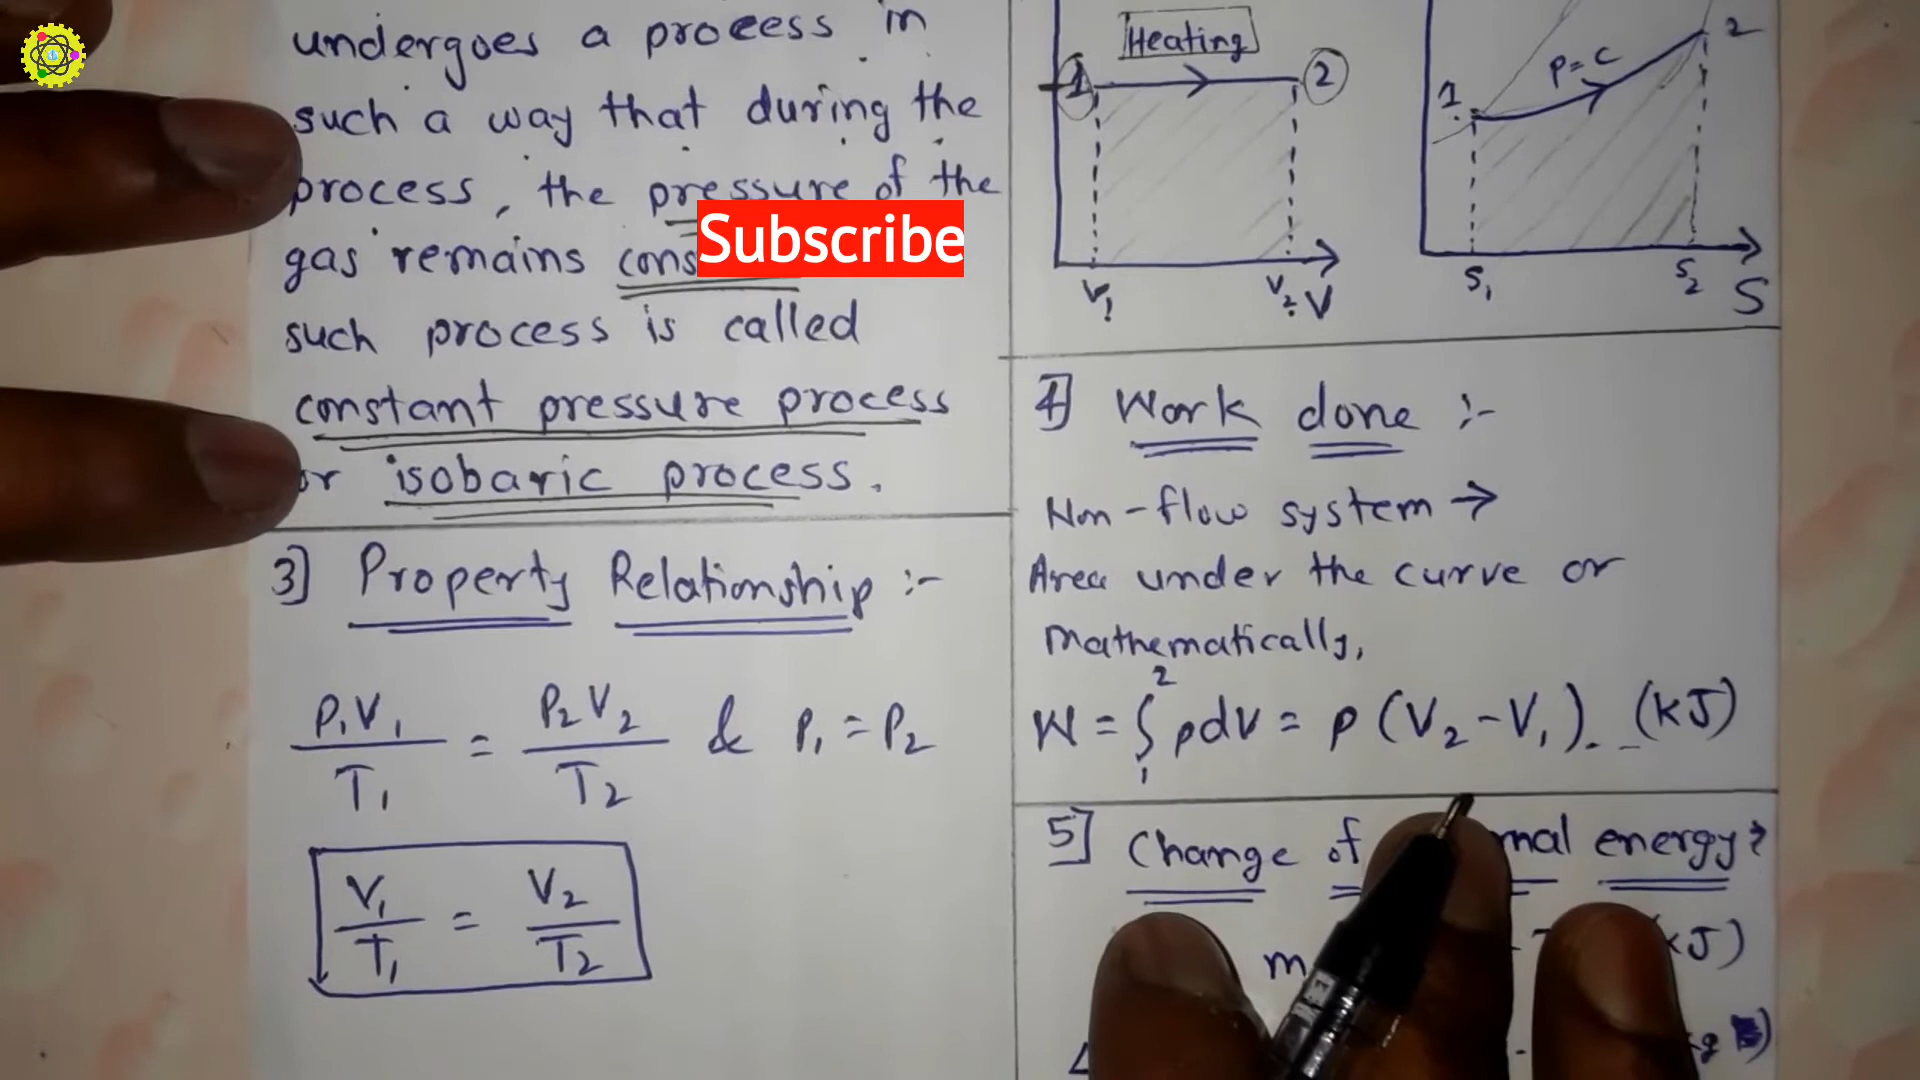 undergoes a process in
such a way that during the
process, the pressure of the
gas remains
Subscribe
such process is called
constant pressure process
or isobaric process.
3] Property Relationship :-
P₁V₁/T₁ = P₂V₂/T₂ & P₁ = P₂
V₁/T₁ = V₂/T₂
Heating
1 2
V₁ V₂ V
P=C
1 2
S₁ S₂ S
4] Work done :-
Non-flow system →
Area under the curve or
Mathematically,
W = ∫₁² pdV = p (V₂-V₁). _ (kJ)
5] Change of energy
m kJ)